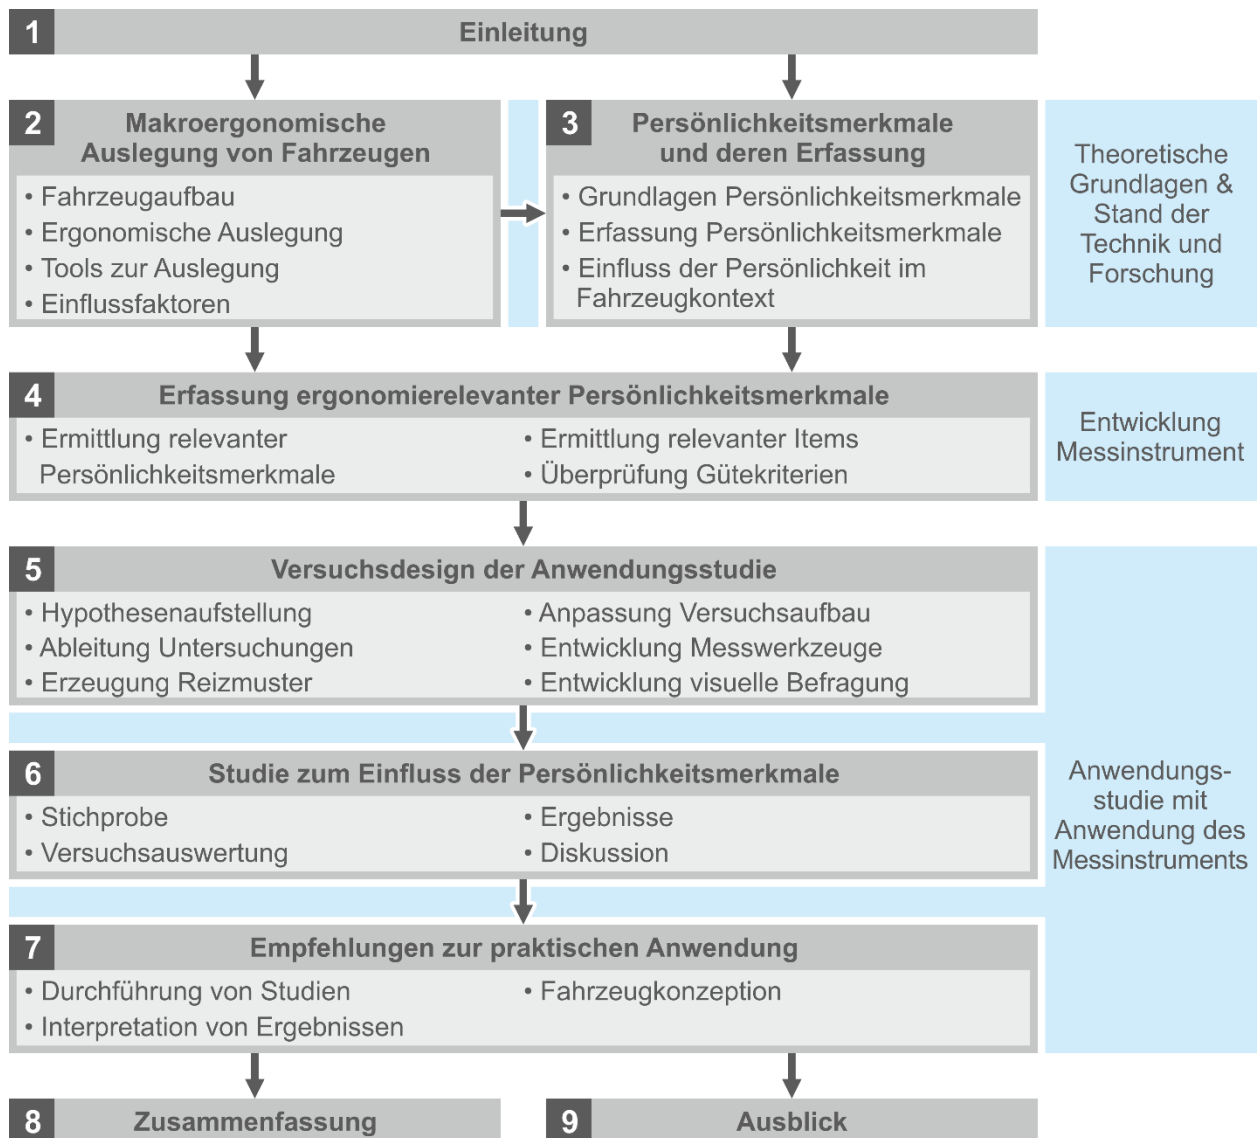 1 Einleitung
2 Makroergonomische
Auslegung von Fahrzeugen
• Fahrzeugaufbau
• Ergonomische Auslegung
• Tools zur Auslegung
• Einflussfaktoren
3 Persönlichkeitsmerkmale
und deren Erfassung
• Grundlagen Persönlichkeitsmerkmale
• Erfassung Persönlichkeitsmerkmale
• Einfluss der Persönlichkeit im
Fahrzeugkontext
Theoretische
Grundlagen &
Stand der
Technik und
Forschung
4 Erfassung ergonomierelevanter Persönlichkeitsmerkmale
• Ermittlung relevanter
Persönlichkeitsmerkmale
• Ermittlung relevanter Items
• Überprüfung Gütekriterien
Entwicklung
Messinstrument
5 Versuchsdesign der Anwendungsstudie
• Hypothesenaufstellung
• Ableitung Untersuchungen
• Erzeugung Reizmuster
• Anpassung Versuchsaufbau
• Entwicklung Messwerkzeuge
• Entwicklung visuelle Befragung
6 Studie zum Einfluss der Persönlichkeitsmerkmale
• Stichprobe
• Versuchsauswertung
• Ergebnisse
• Diskussion
Anwendungs-
studie mit
Anwendung des
Messinstruments
7 Empfehlungen zur praktischen Anwendung
• Durchführung von Studien
• Interpretation von Ergebnissen
• Fahrzeugkonzeption
8 Zusammenfassung
9 Ausblick